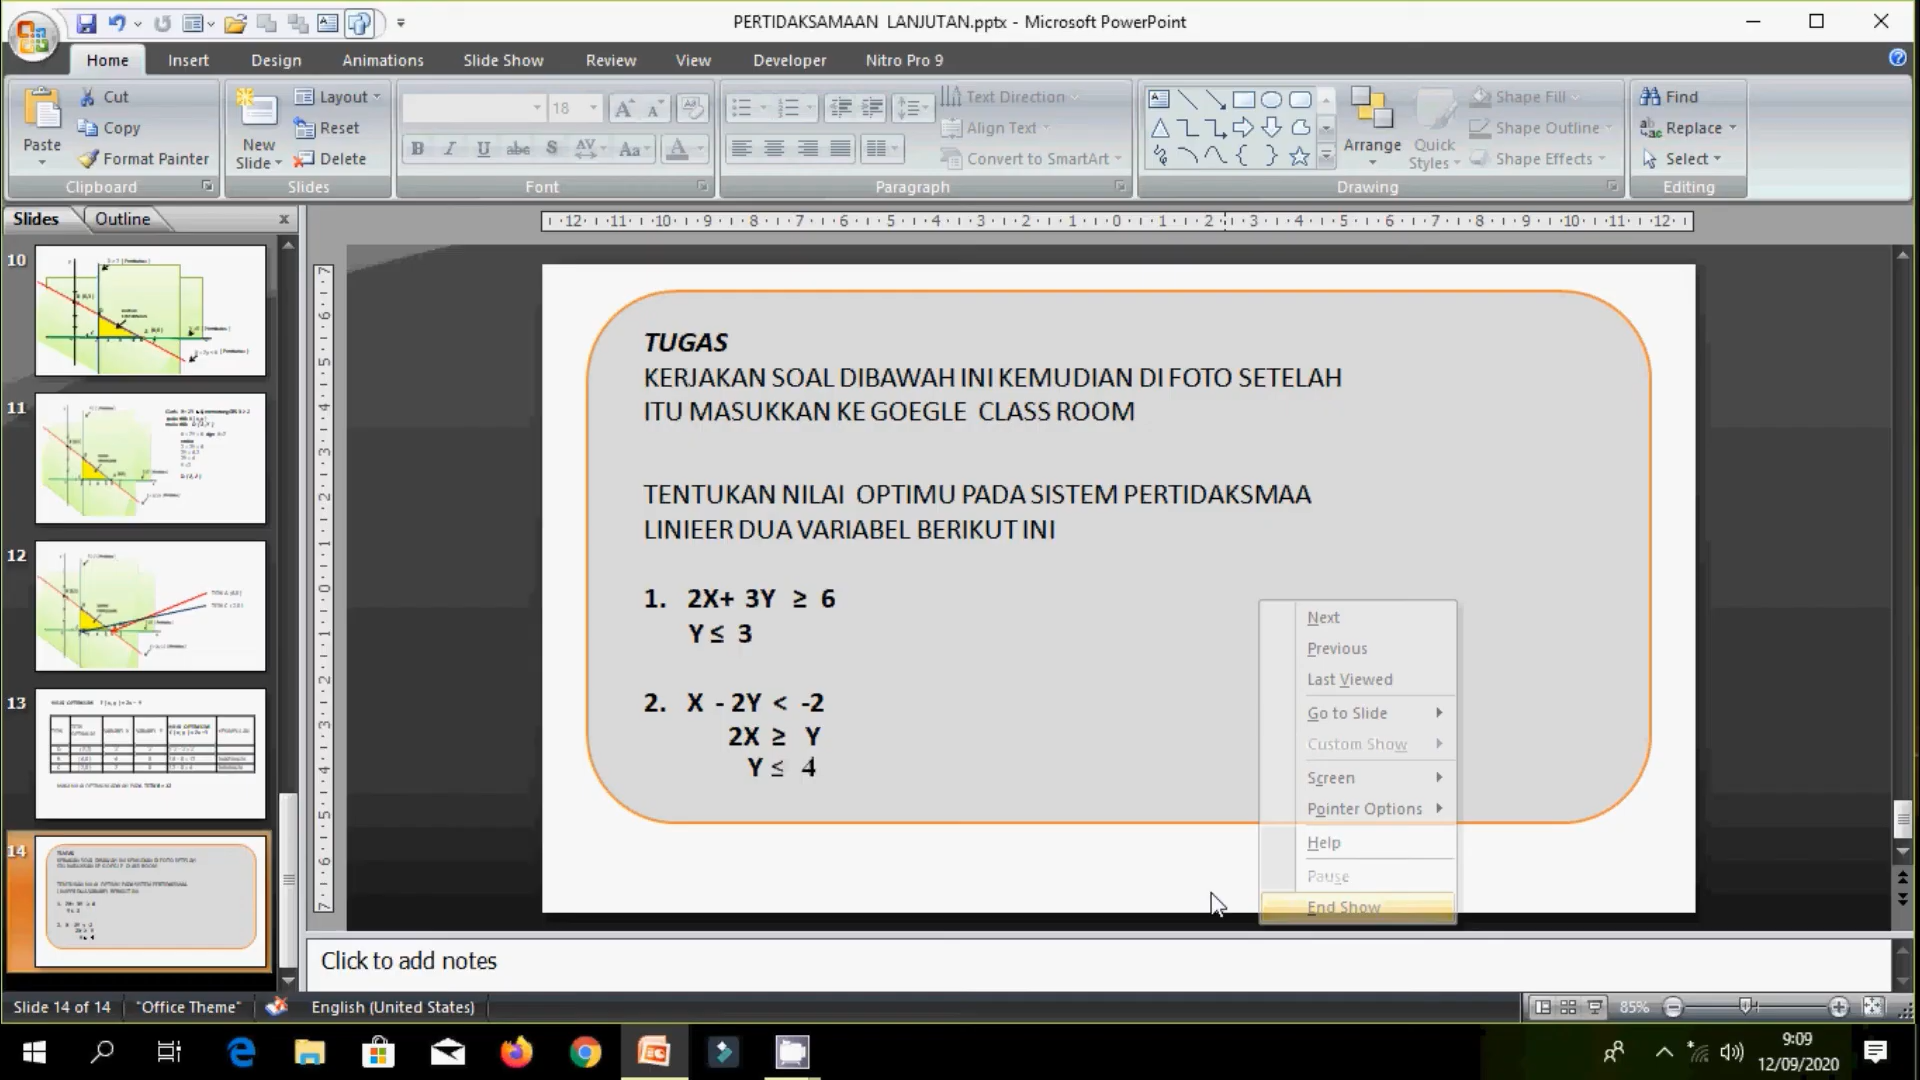 PERTIDAKSAMAAN LANJUTAN.pptx - Microsoft PowerPoint
Home Insert Design Animations Slide Show Review View Developer Nitro Pro 9
Paste
Cut
Copy
Format Painter
Clipboard
New Slide
Layout
Reset
Delete
Slides
18
Font
Text Direction
Align Text
Convert to SmartArt
Paragraph
Arrange
Quick Styles
Shape Fill
Shape Outline
Shape Effects
Drawing
Find
Replace
Select
Editing
Slides Outline
10
11
12
13
14
TUGAS
KERJAKAN SOAL DIBAWAH INI KEMUDIAN DI FOTO SETELAH
ITU MASUKKAN KE GOEGLE CLASS ROOM
TENTUKAN NILAI OPTIMU PADA SISTEM PERTIDAKSMAA
LINIEER DUA VARIABEL BERIKUT INI
1. 2X+ 3Y ≥ 6
Y ≤ 3
2. X - 2Y < -2
2X ≥ Y
Y ≤ 4
Next
Previous
Last Viewed
Go to Slide
Custom Show
Screen
Pointer Options
Help
Pause
End Show
Click to add notes
Slide 14 of 14 "Office Theme" English (United States) 85%
9:09
12/09/2020